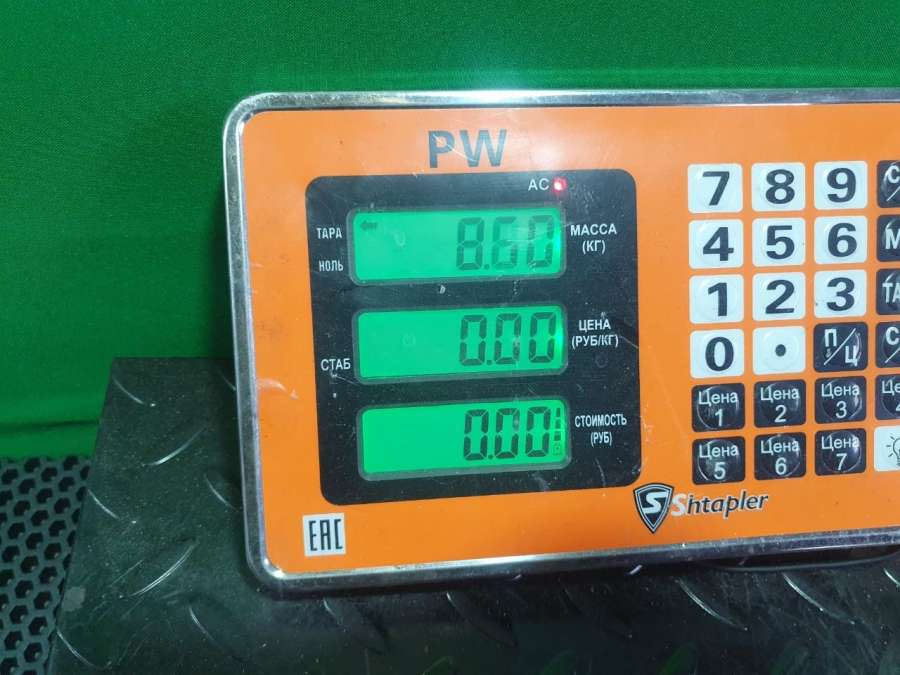 PW
AC
ТАРА
НОЛЬ
8.60
МАССА
(КГ)
СТАБ
0.00
ЦЕНА
(РУБ/КГ)
0.00
СТОИМОСТЬ
(РУБ)
7 8 9
4 5 6
1 2 3
0 . П/Ц
Цена 1 Цена 2 Цена 3
Цена 5 Цена 6 Цена 7
S Shtapler
EAC